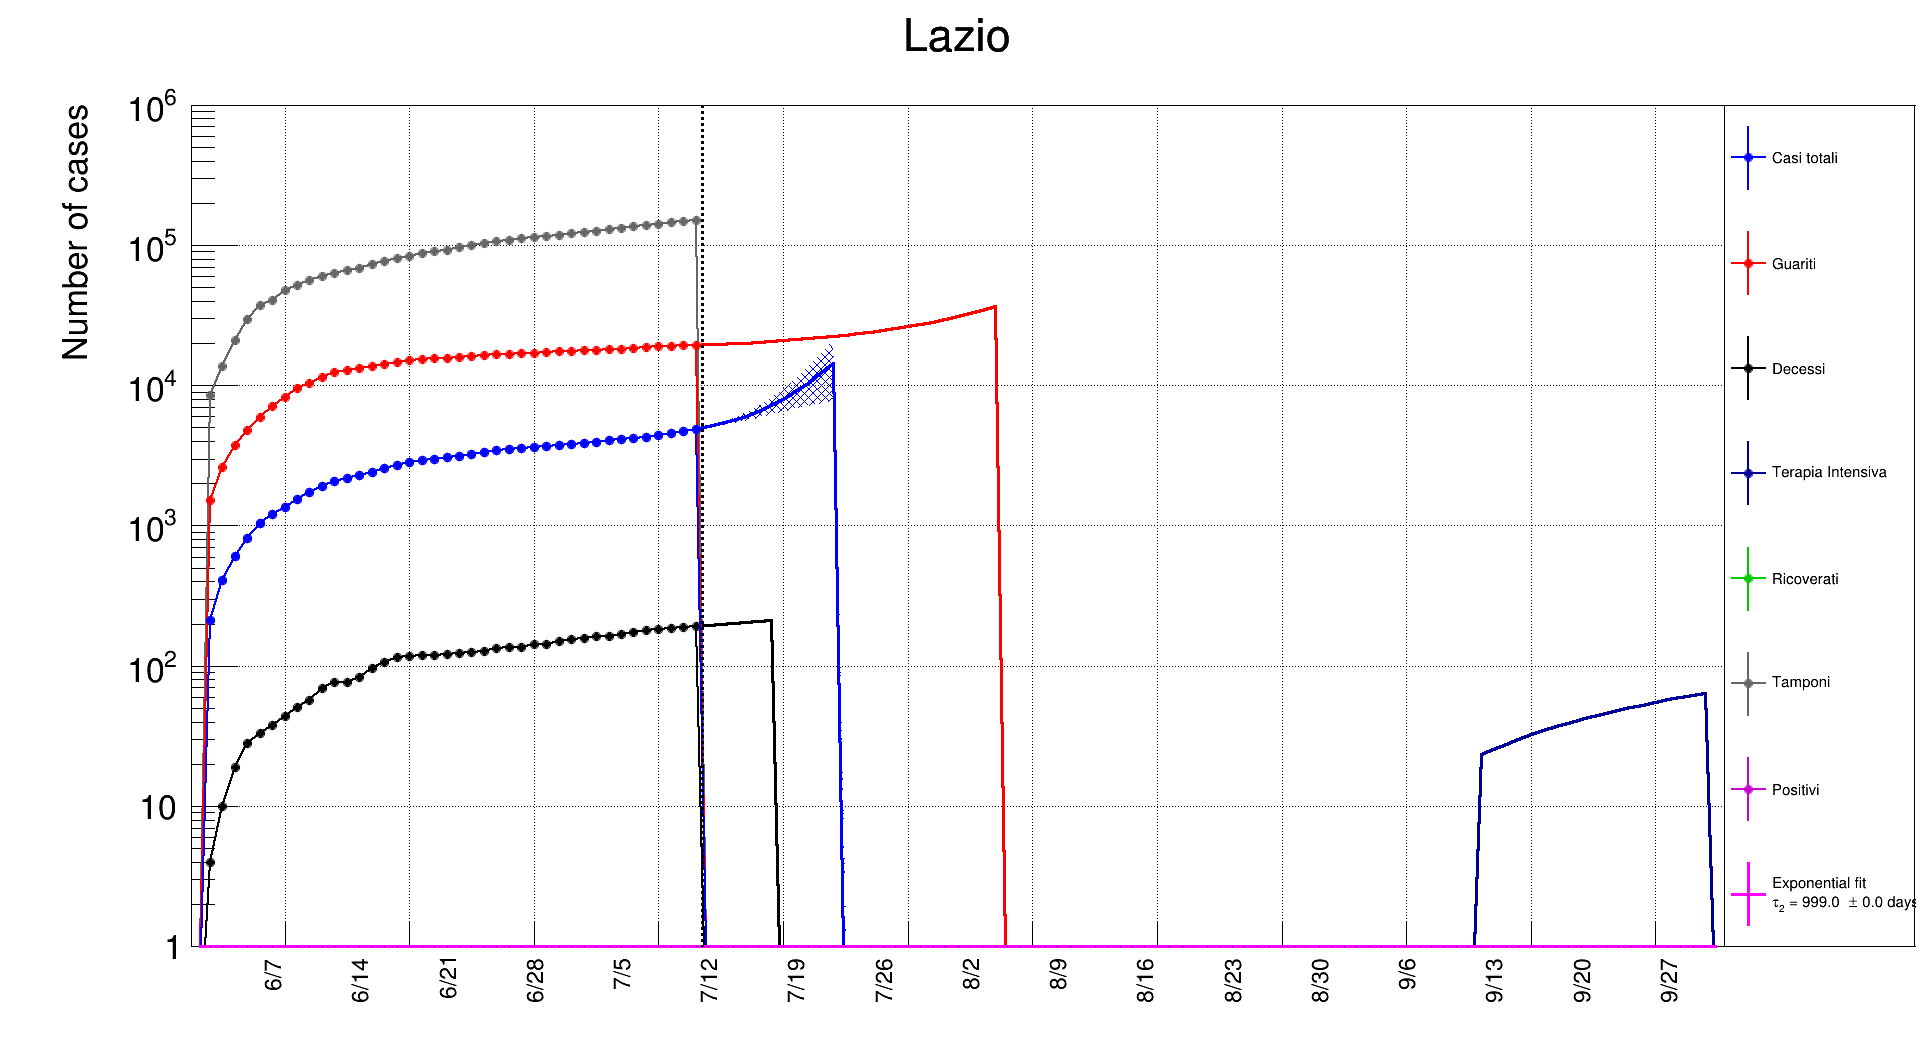 Lazio
Number of cases
10^6
10^5
10^4
10^3
10^2
10
1
6/7
6/14
6/21
6/28
7/5
7/12
7/19
7/26
8/2
8/9
8/16
8/23
8/30
9/6
9/13
9/20
9/27
Casi totali
Guariti
Decessi
Terapia Intensiva
Ricoverati
Tamponi
Positivi
Exponential fit
τ₂ = 999.0 ± 0.0 days